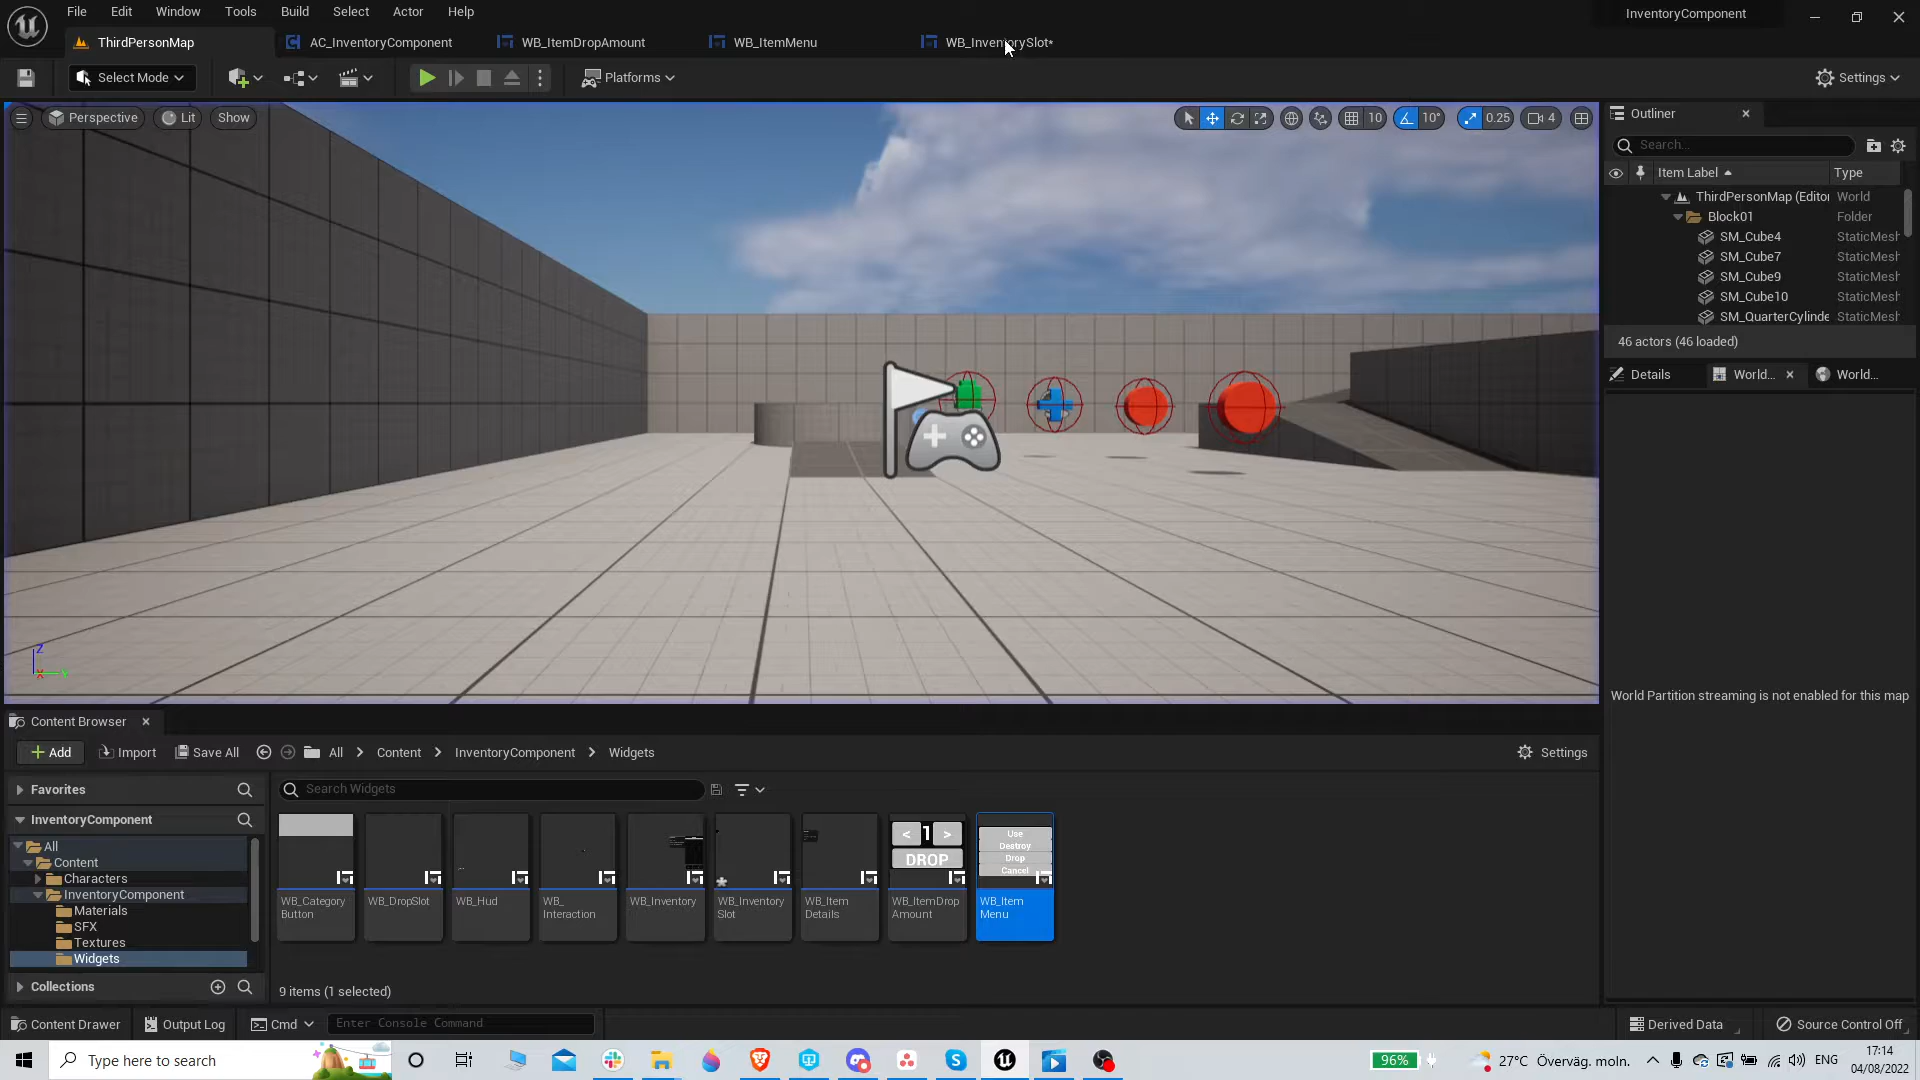 File Edit Window Tools Build Select Actor Help
InventoryComponent
ThirdPersonMap AC_InventoryComponent WB_ItemDropAmount WB_ItemMenu WB_InventorySlot*
Select Mode Platforms Settings
Perspective Lit Show 10 10° 0.25 4
Outliner
Search...
Item Label Type
ThirdPersonMap (Editor World
Block01 Folder
SM_Cube4 StaticMesh
SM_Cube7 StaticMesh
SM_Cube9 StaticMesh
SM_Cube10 StaticMesh
SM_QuarterCylinde StaticMesh
46 actors (46 loaded)
Details World... World...
World Partition streaming is not enabled for this map
Z
Content Browser
Add Import Save All All Content InventoryComponent Widgets Settings
Favorites
Search Widgets
InventoryComponent
All
Content
Characters
InventoryComponent
Materials
SFX
Textures
Widgets
Collections
< 1 >
DROP
Use
Destroy
Drop
Cancel
WB_Category
Button
WB_DropSlot
WB_Hud
WB_
Interaction
WB_Inventory
WB_Inventory
Slot
WB_Item
Details
WB_ItemDrop
Amount
WB_Item
Menu
9 items (1 selected)
Content Drawer Output Log Cmd Enter Console Command Derived Data Source Control Off
Type here to search
96% 27°C Överväg. moln. ENG
17:14
04/08/2022